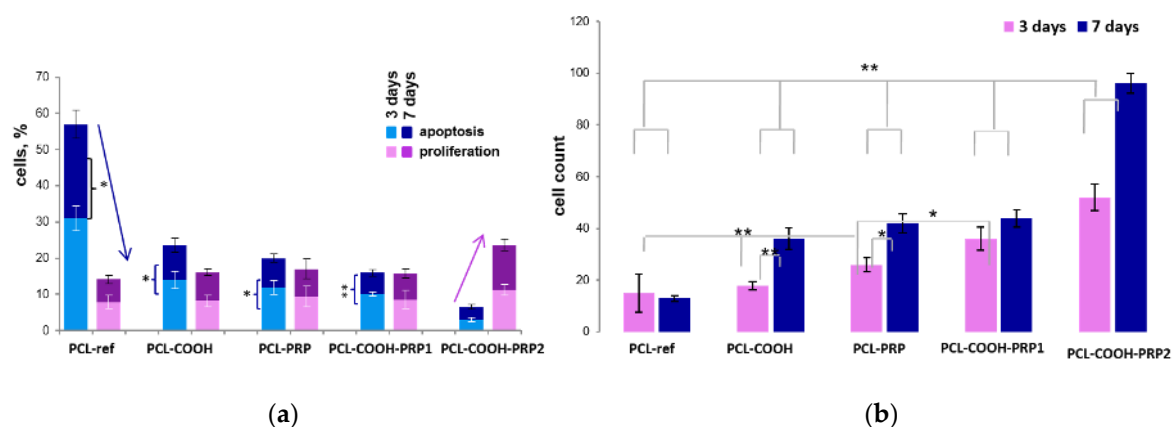 70
60
50
40
30
20
10
0
cells, %
3 days
7 days
apoptosis
proliferation
*
*
*
**
PCL-ref
PCL-COOH
PCL-PRP
PCL-COOH-PRP1
PCL-COOH-PRP2
(a)
(b)
120
100
80
60
40
20
0
cell count
3 days
7 days
**
**
**
*
*
PCL-ref
PCL-COOH
PCL-PRP
PCL-COOH-PRP1
PCL-COOH-PRP2
(b)